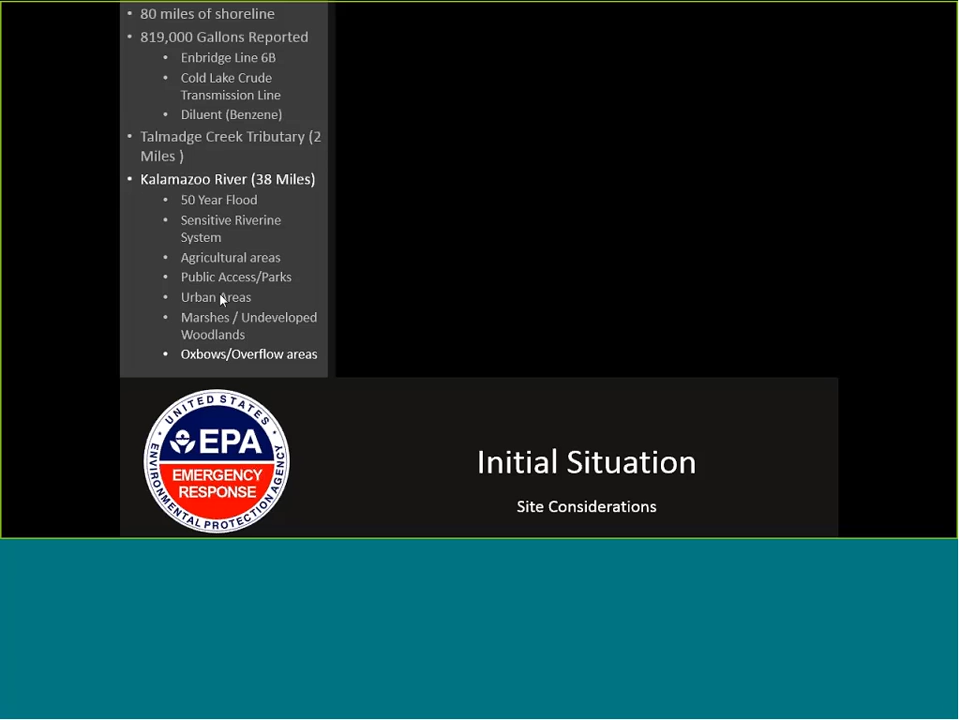 • 80 miles of shoreline
• 819,000 Gallons Reported
• Enbridge Line 6B
• Cold Lake Crude
Transmission Line
• Diluent (Benzene)
• Talmadge Creek Tributary (2
Miles )
• Kalamazoo River (38 Miles)
• 50 Year Flood
• Sensitive Riverine
System
• Agricultural areas
• Public Access/Parks
• Urban Areas
• Marshes / Undeveloped
Woodlands
• Oxbows/Overflow areas
UNITED STATES
EPA
EMERGENCY
RESPONSE
ENVIRONMENTAL PROTECTION AGENCY
Initial Situation
Site Considerations